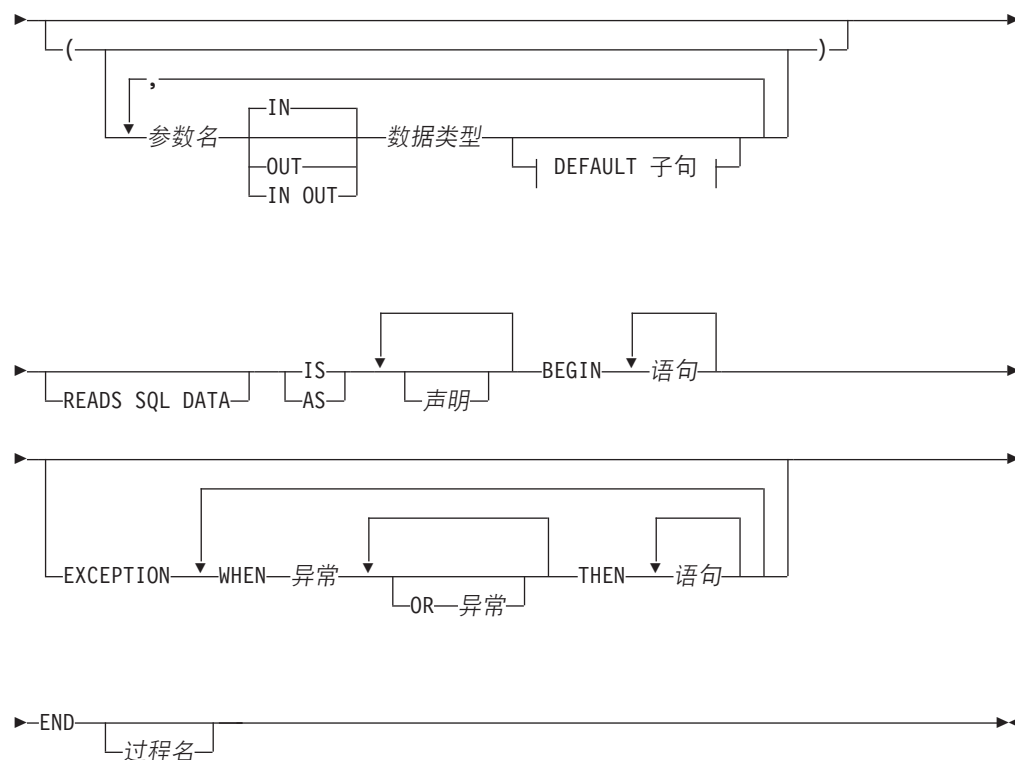 ( )
,
IN
参数名 数据类型
OUT DEFAULT 子句
IN OUT
IS BEGIN 语句
READS SQL DATA AS 声明
EXCEPTION WHEN 异常 THEN 语句
OR 异常
END
过程名